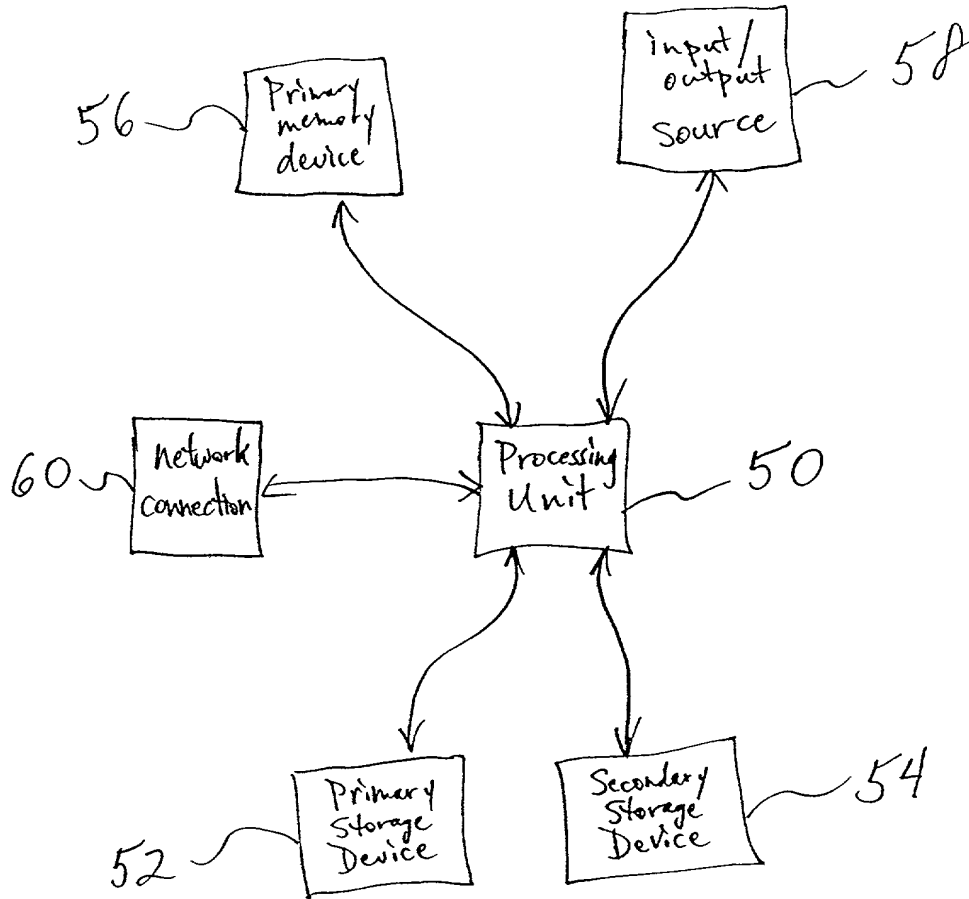 56
Primary
memory
device
input/
output
source
58
60
network
connection
Processing
Unit
50
52
Primary
Storage
Device
Secondary
Storage
Device
54